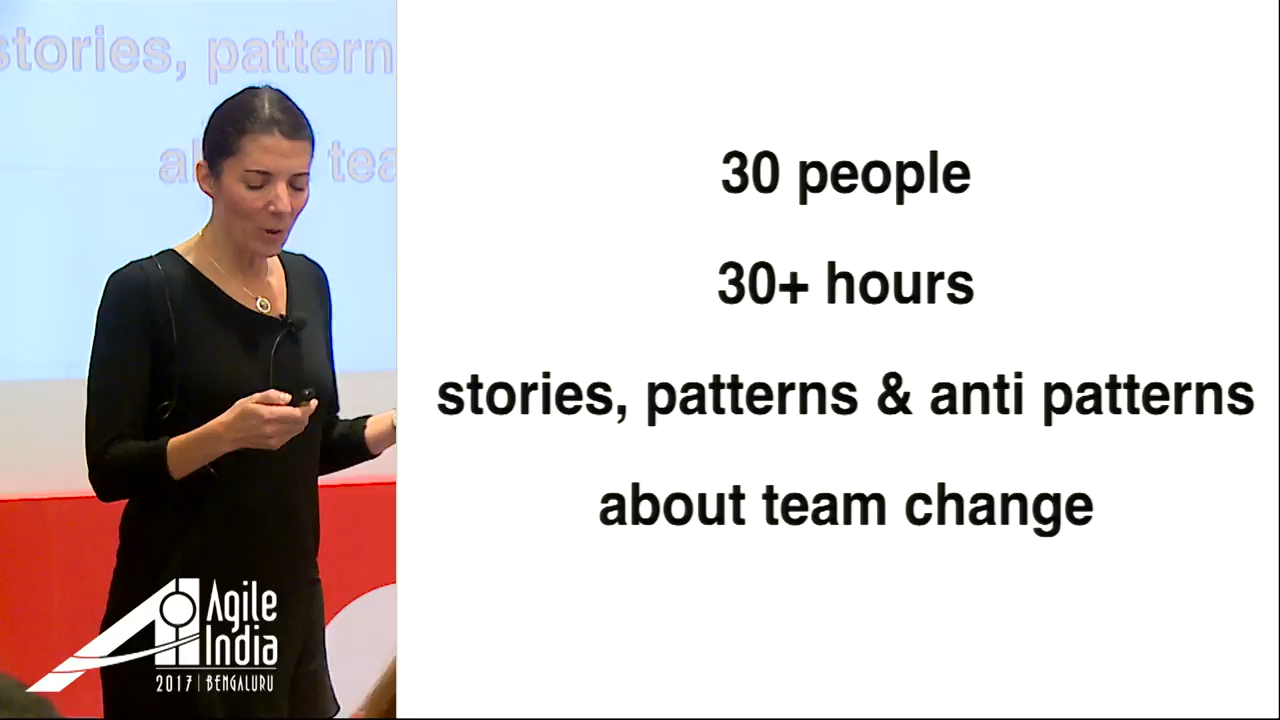 stories, pattern
tea
30 people
30+ hours
stories, patterns & anti patterns
about team change
Agile
India
2017 | BENGALURU